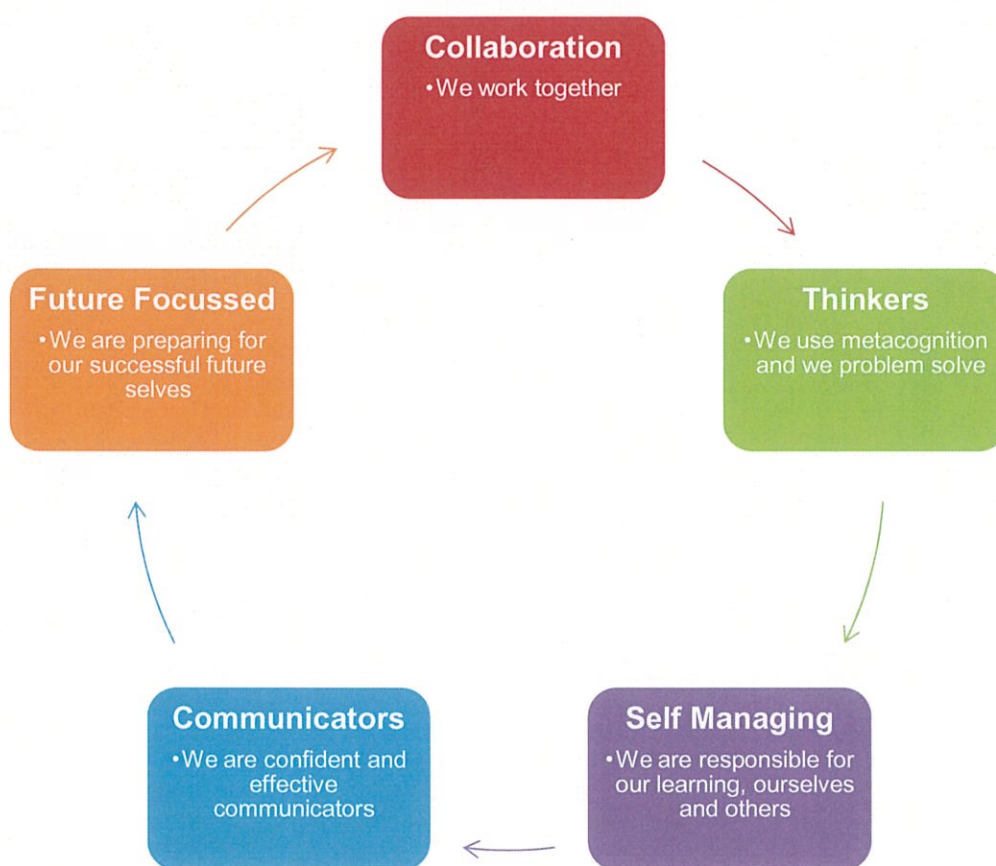 Collaboration
•We work together
Thinkers
•We use metacognition
and we problem solve
Self Managing
•We are responsible for
our learning, ourselves
and others
Communicators
•We are confident and
effective
communicators
Future Focussed
•We are preparing for
our successful future
selves